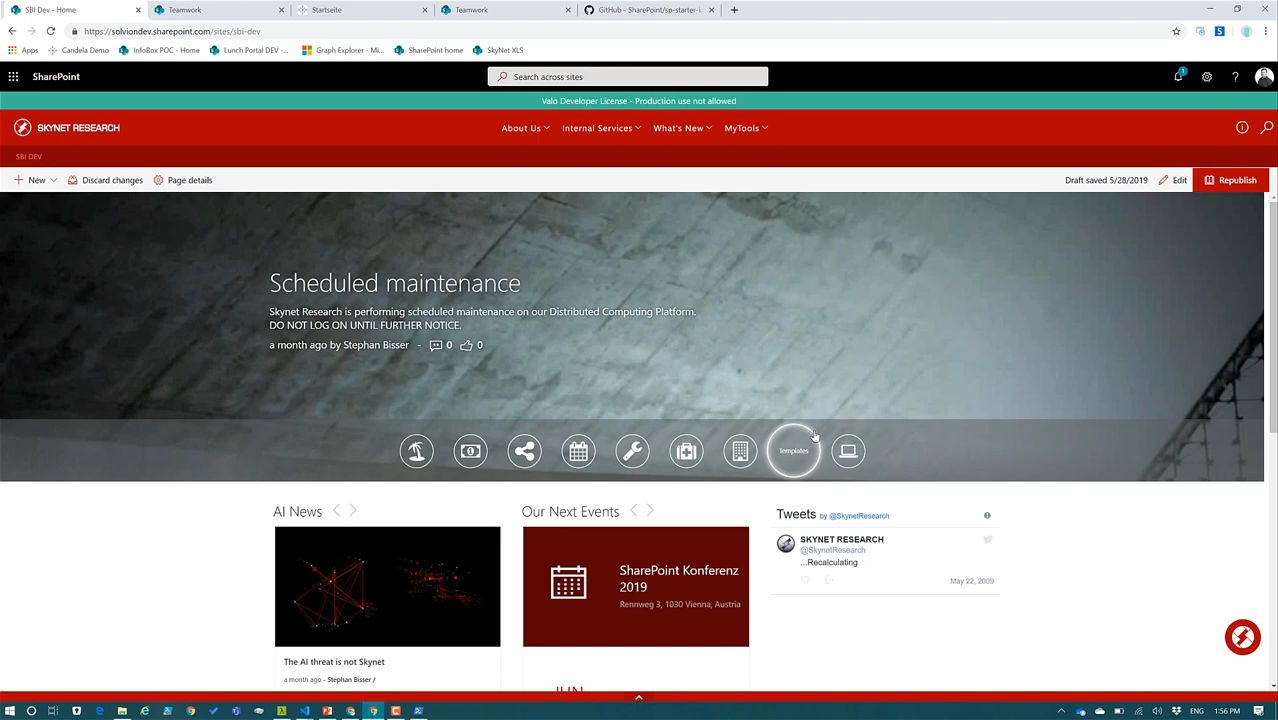 SBI Dev - Home
Teamwork
Startseite
Teamwork
GitHub - SharePoint/sp-starter-k
https://solviondev.sharepoint.com/sites/sbi-dev
Apps
Candela Demo
InfoBox POC - Home
Lunch Portal DEV -...
Graph Explorer - Mi...
SharePoint home
SkyNet XLS
SharePoint
Search across sites
1
Valo Developer License - Production use not allowed
SKYNET RESEARCH
About Us
Internal Services
What's New
MyTools
SBI DEV
New
Discard changes
Page details
Draft saved 5/28/2019
Edit
Republish
Scheduled maintenance
Skynet Research is performing scheduled maintenance on our Distributed Computing Platform.
DO NOT LOG ON UNTIL FURTHER NOTICE.
a month ago by Stephan Bisser - 0 0
Templates
AI News
Our Next Events
Tweets by @SkynetResearch
SKYNET RESEARCH
@SkynetResearch
...Recalculating
May 22, 2009
SharePoint Konferenz
2019
Rennweg 3, 1030 Vienna, Austria
The AI threat is not Skynet
a month ago - Stephan Bisser /
JUN
ENG
1:56 PM